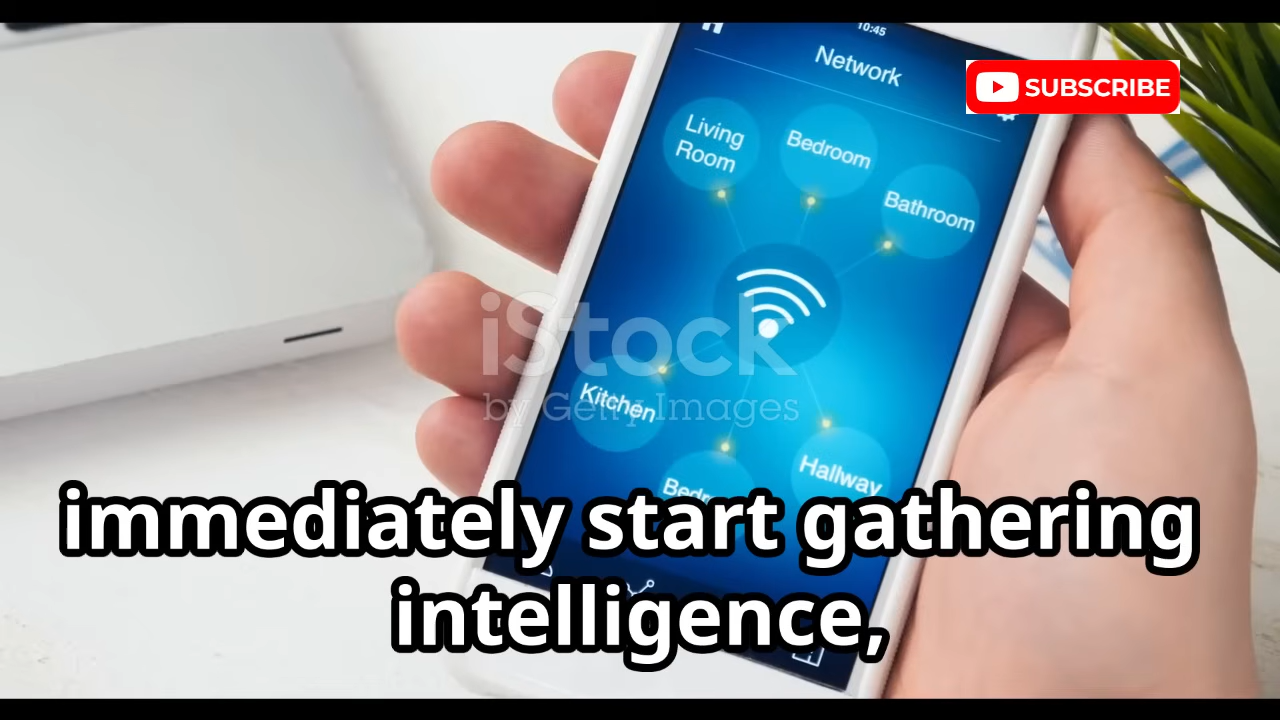 10:45
Network
SUBSCRIBE
Living
Room
Bedroom
Bathroom
iStock
by Getty Images
Kitchen
Hallway
immediately start gathering
intelligence,